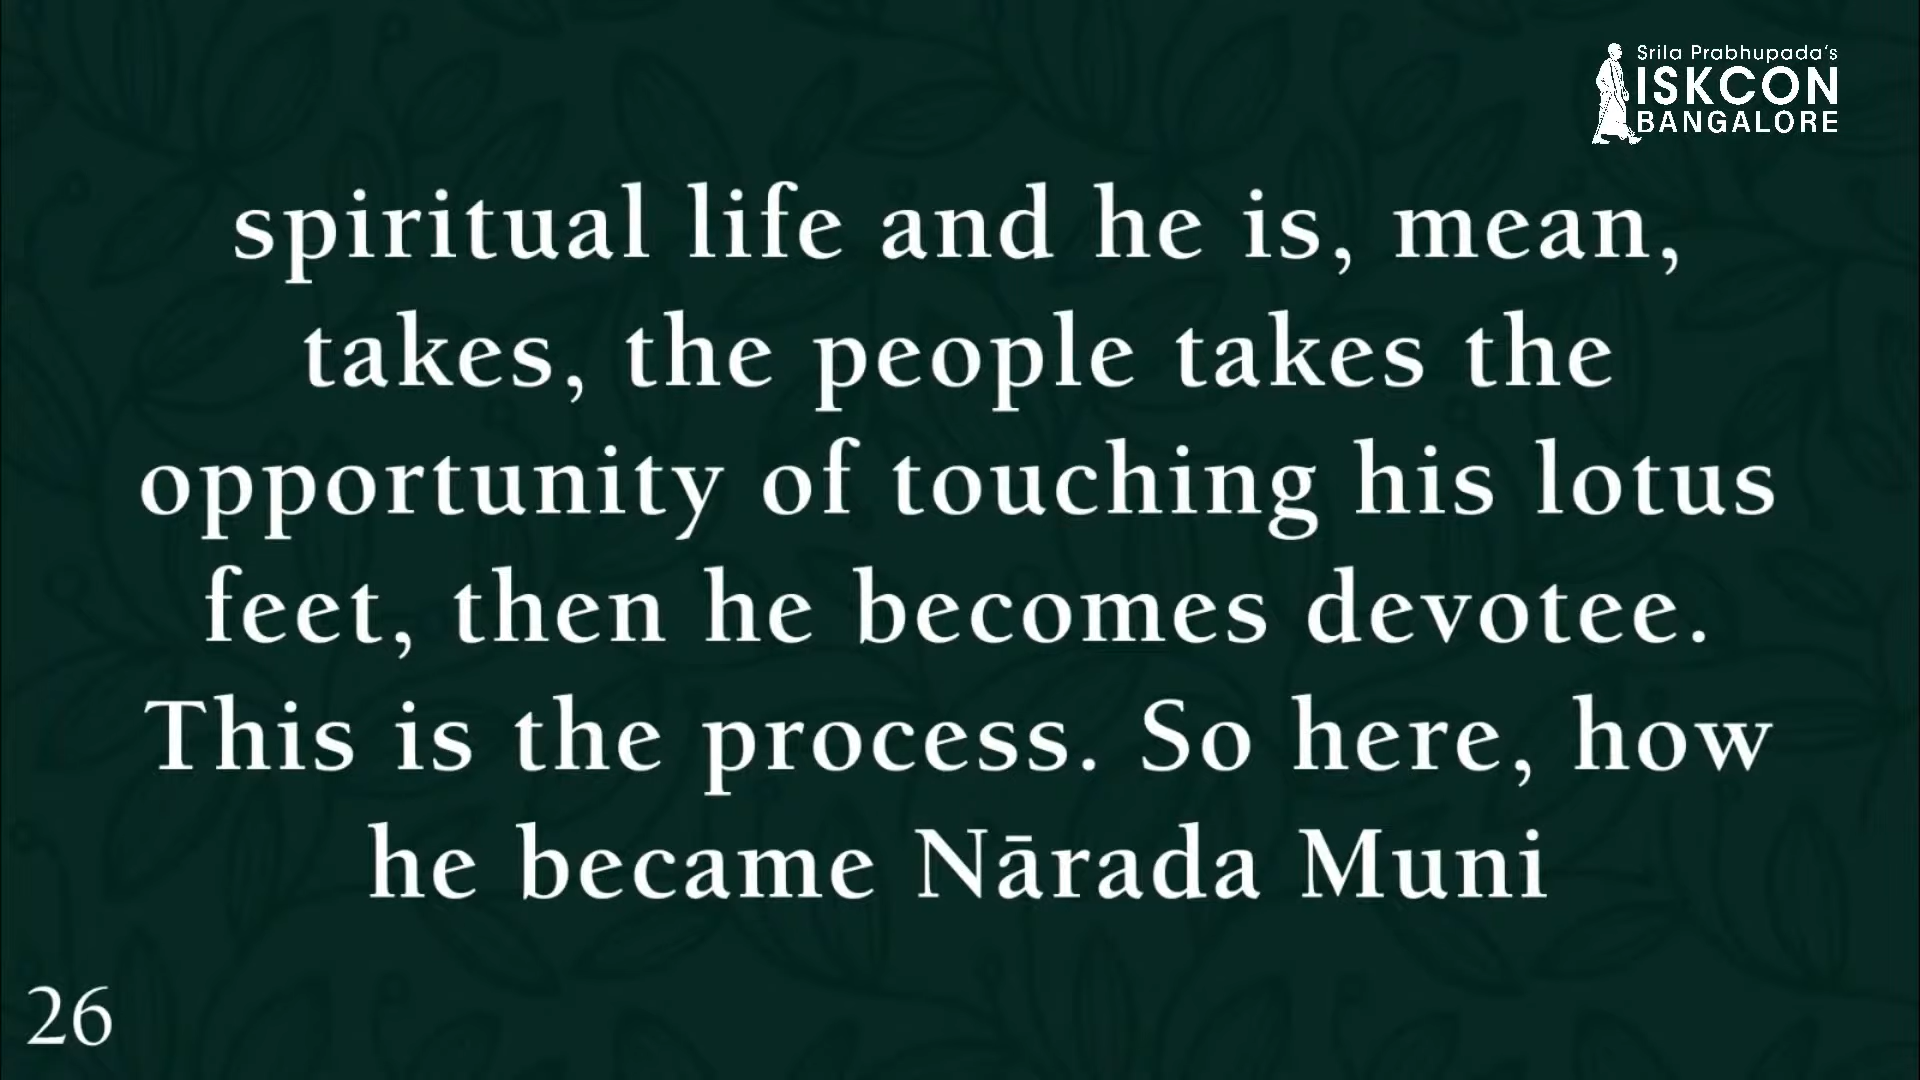 Srila Prabhupada's
ISKCON
BANGALORE
spiritual life and he is, mean,
takes, the people takes the
opportunity of touching his lotus
feet, then he becomes devotee.
This is the process. So here, how
he became Nārada Muni
26